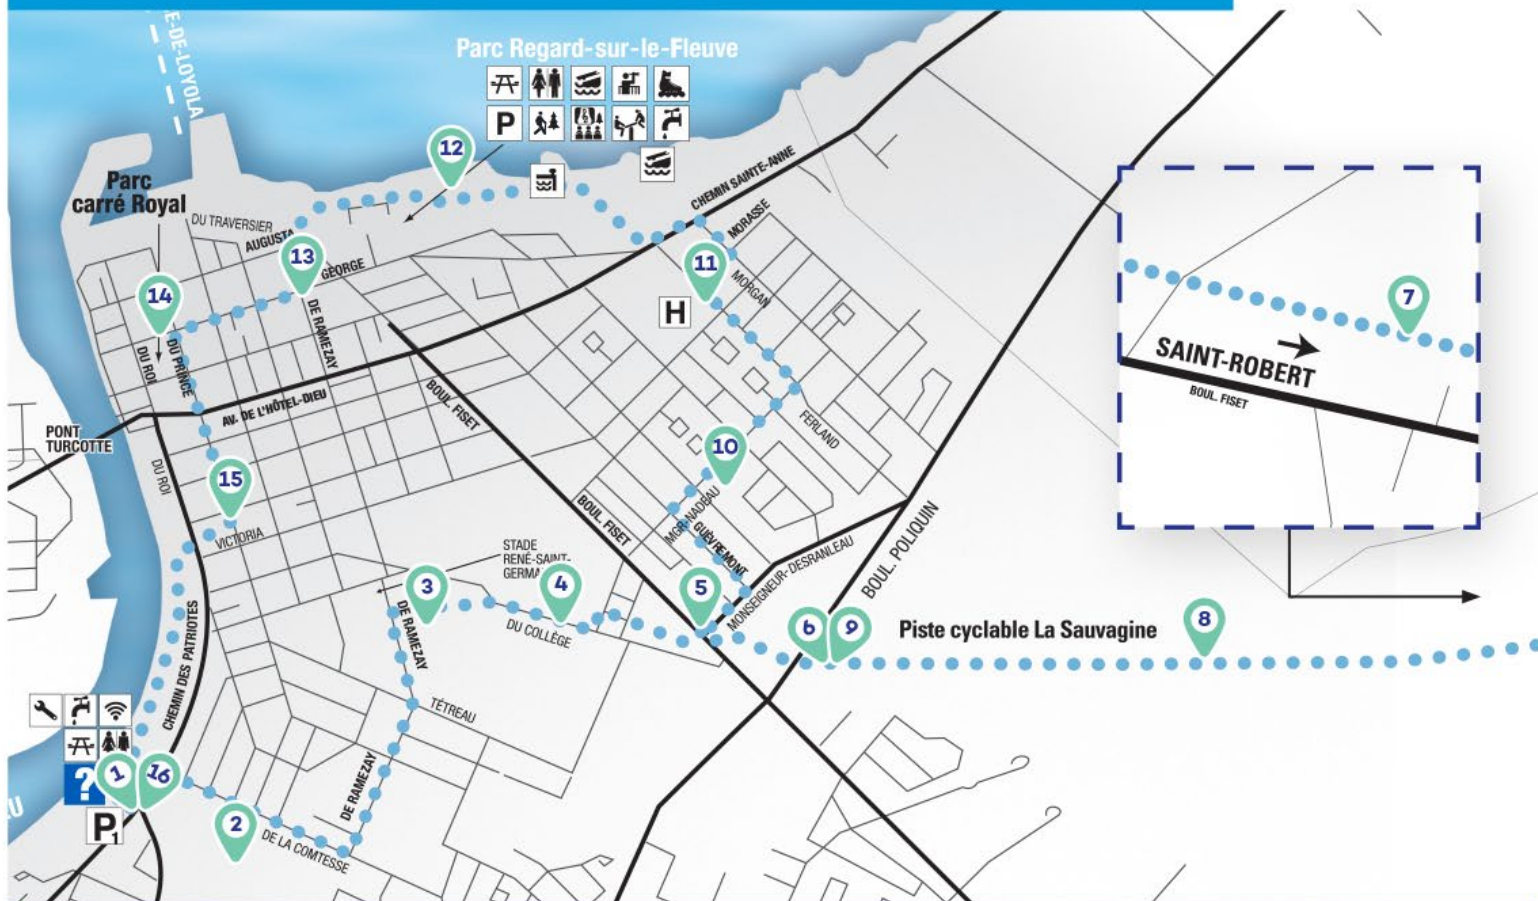 E-DE-LOYOLA
Parc Regard-sur-le-Fleuve
P
12
Parc
carré Royal
DU TRAVERSIER
AUGUSTA
CHEMIN SAINTE-ANNE
MORASSE
13
GEORGE
11
MORGAN
14
H
7
DE RAMEZAY
DU ROI
DU PRINCE
SAINT-ROBERT
BOUL. FISET
AV. DE L'HÔTEL-DIEU
BOUL. FISET
FERLAND
PONT
TURCOTTE
10
DU ROI
15
MGR-NADEAU
GUÈVREMONT
BOUL. FISET
VICTORIA
STADE
RENÉ-SAINT-
GERMA
MONSEIGNEUR-DESRANLEAU
BOUL. POLIQUIN
3
4
5
6
9
Piste cyclable La Sauvagine
8
DE RAMEZAY
DU COLLÈGE
CHEMIN DES PATRIOTES
TÉTREAU
?
1
16
DE RAMEZAY
U
P1
2
DE LA COMTESSE